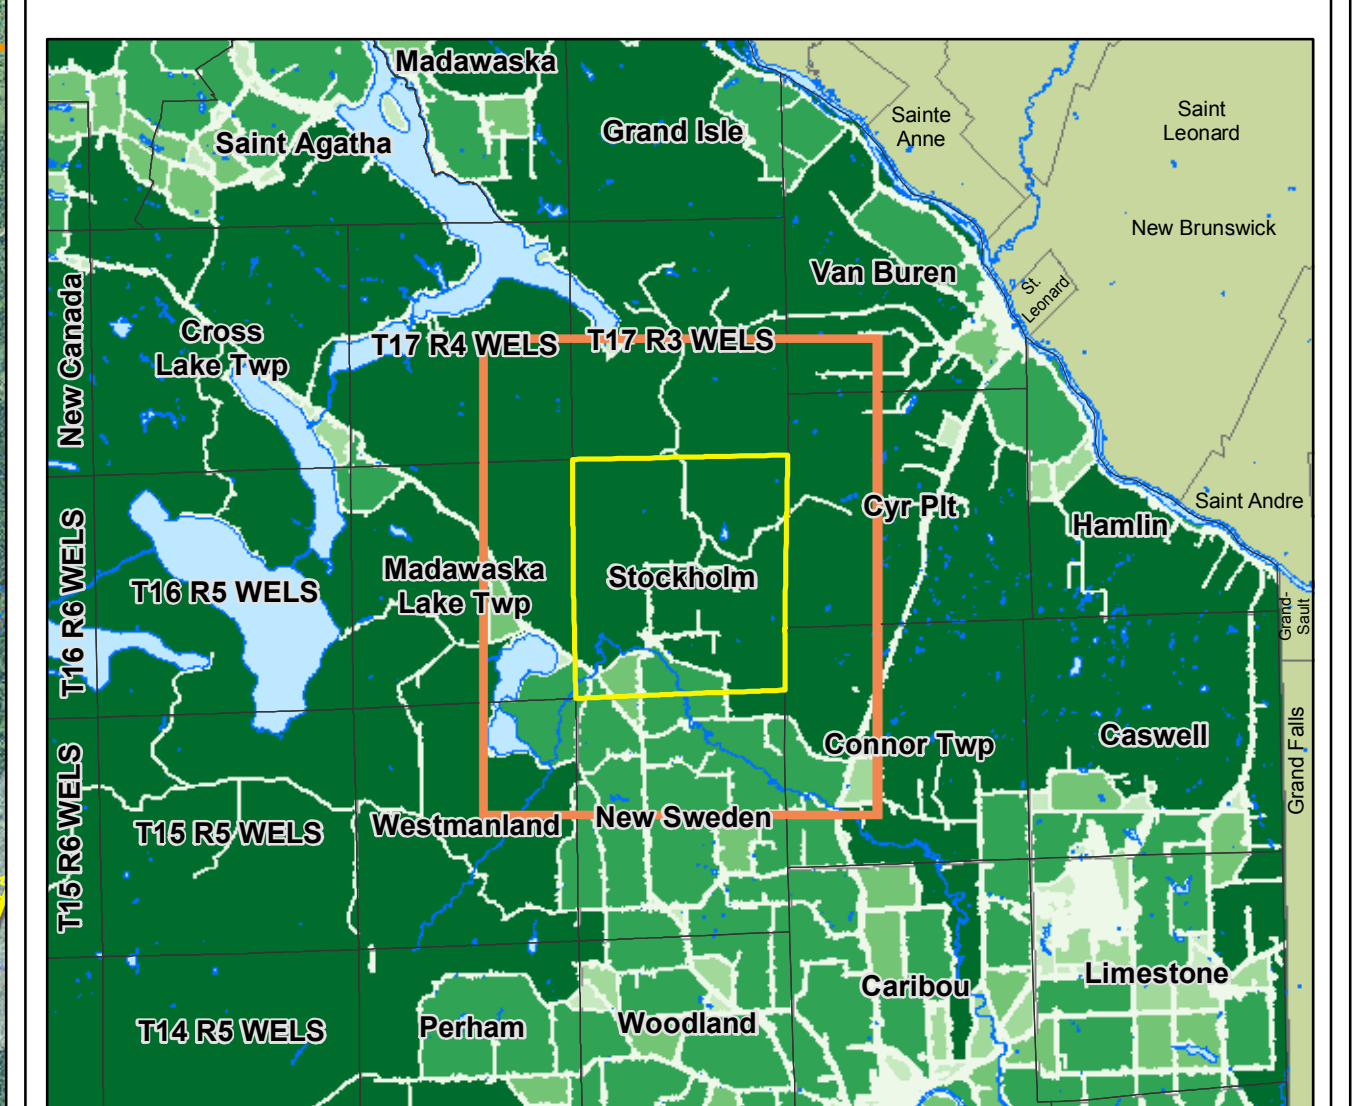 Madawaska
Saint Agatha
Grand Isle
Sainte
Anne
Saint
Leonard
New Brunswick
Van Buren
St.
Leonard
New Canada
Cross
Lake Twp
T17 R4 WELS
T17 R3 WELS
Saint Andre
Cyr Plt
Hamlin
T16 R6 WELS
T16 R5 WELS
Madawaska
Lake Twp
Stockholm
Grand-
Sault
Connor Twp
Caswell
Grand Falls
T15 R6 WELS
T15 R5 WELS
Westmanland
New Sweden
Caribou
Limestone
T14 R5 WELS
Perham
Woodland